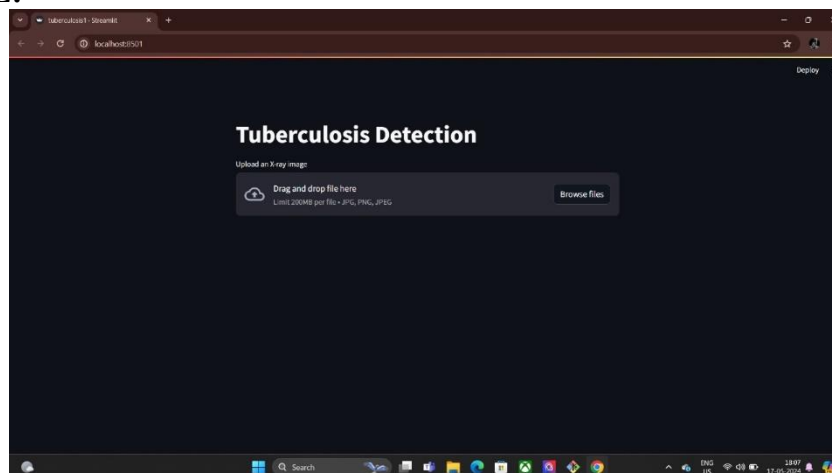 tuberculosis1 - Streamlit
localhost:8501
Deploy
Tuberculosis Detection
Upload an X-ray image
Drag and drop file here
Limit 200MB per file • JPG, PNG, JPEG
Browse files
Search
ENG
US
18:07
17-05-2024